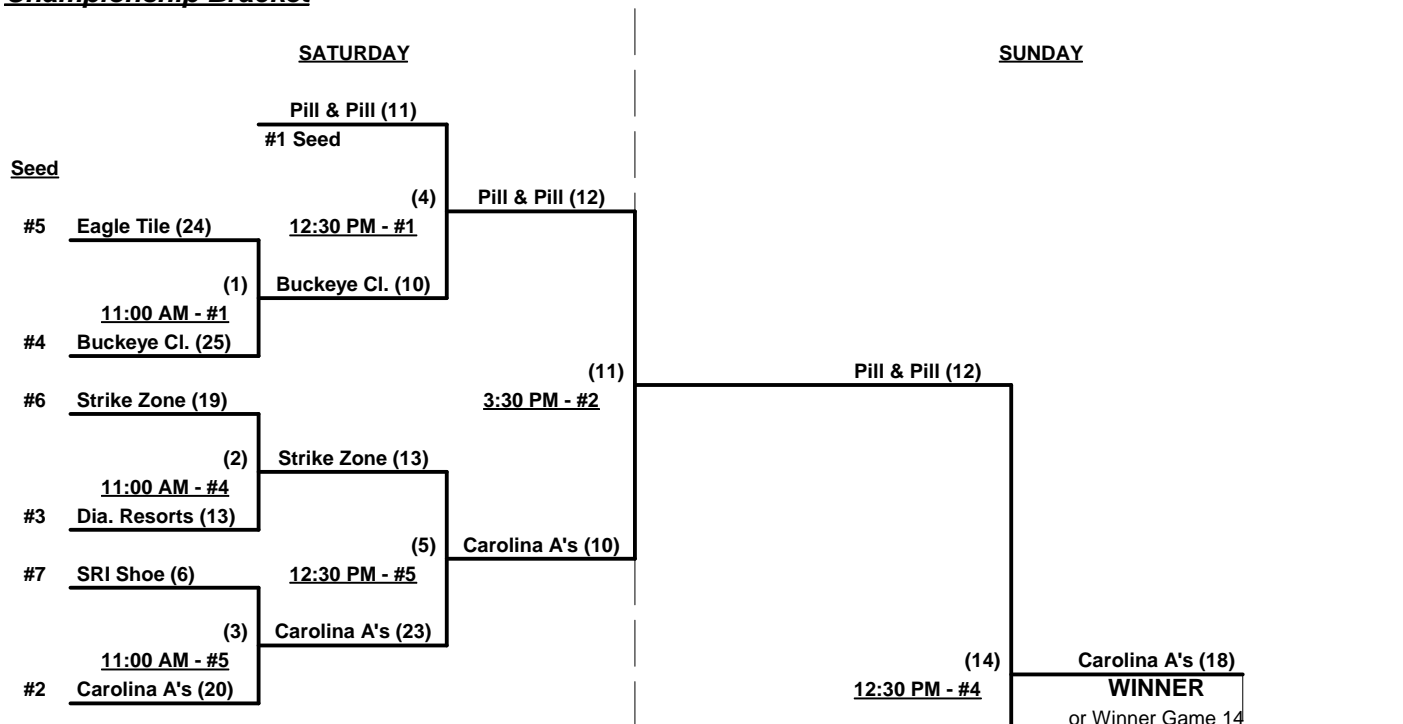 Championship Bracket
SATURDAY
SUNDAY
Pill & Pill (11)
#1 Seed
Seed
(4)
Pill & Pill (12)
#5
Eagle Tile (24)
12:30 PM - #1
(1)
Buckeye Cl. (10)
11:00 AM - #1
#4
Buckeye Cl. (25)
(11)
Pill & Pill (12)
#6
Strike Zone (19)
3:30 PM - #2
(2)
Strike Zone (13)
11:00 AM - #4
#3
Dia. Resorts (13)
(5)
Carolina A's (10)
#7
SRI Shoe (6)
12:30 PM - #5
(3)
Carolina A's (23)
11:00 AM - #5
(14)
Carolina A's (18)
#2
Carolina A's (20)
12:30 PM - #4
WINNER
or Winner Game 14